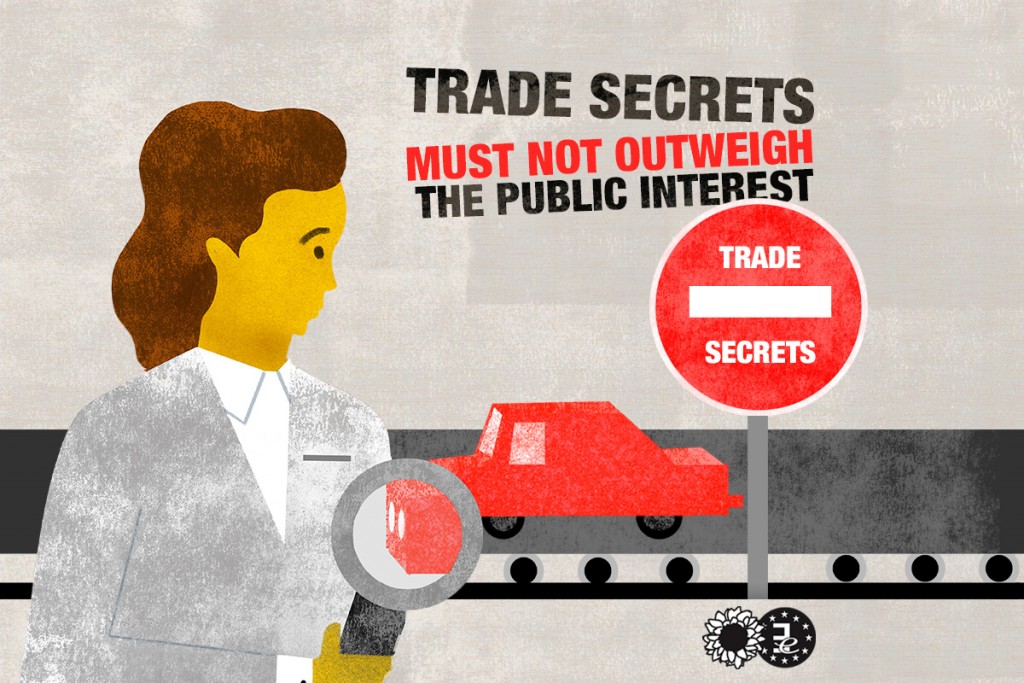 TRADE SECRETS
MUST NOT OUTWEIGH
THE PUBLIC INTEREST
TRADE
SECRETS